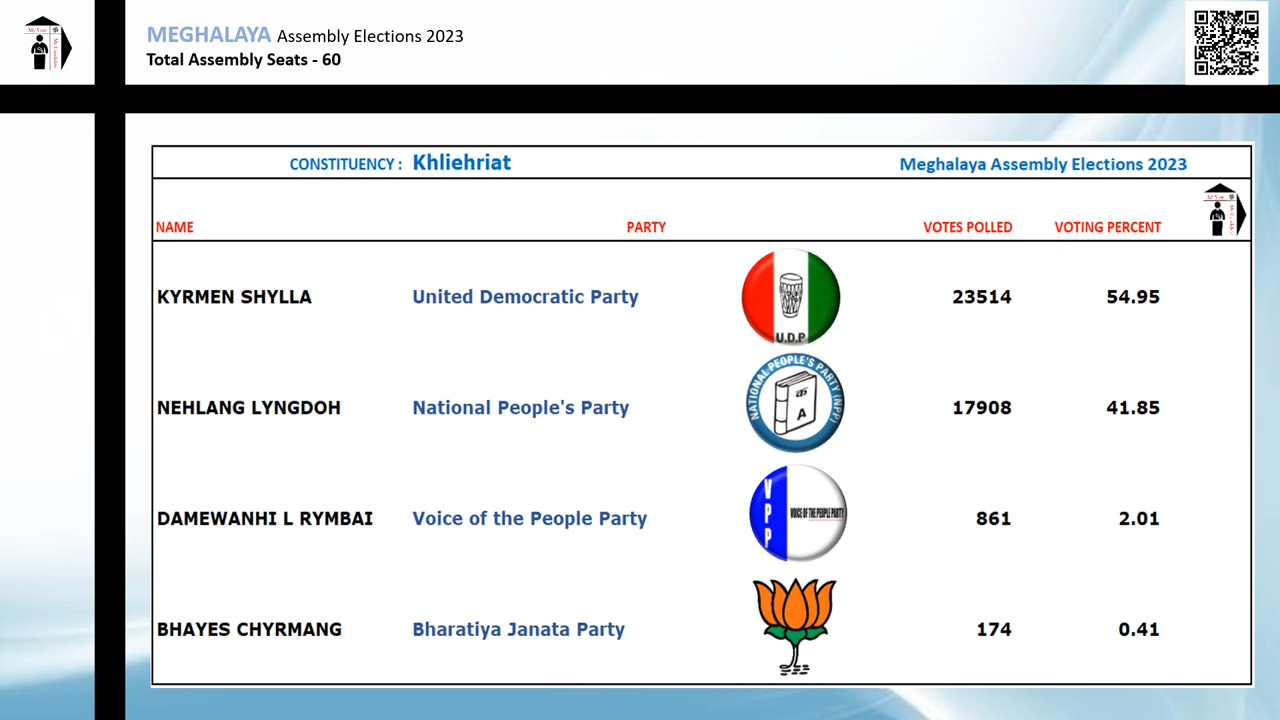 MEGHALAYA Assembly Elections 2023
Total Assembly Seats - 60
CONSTITUENCY : Khliehriat Meghalaya Assembly Elections 2023
NAME PARTY VOTES POLLED VOTING PERCENT
KYRMEN SHYLLA United Democratic Party 23514 54.95
U.D.P
NEHLANG LYNGDOH National People's Party 17908 41.85
NATIONAL PEOPLE'S PARTY (NPP)
क
A
DAMEWANHI L RYMBAI Voice of the People Party 861 2.01
VPP
VOICE OF THE PEOPLE PARTY
BHAYES CHYRMANG Bharatiya Janata Party 174 0.41